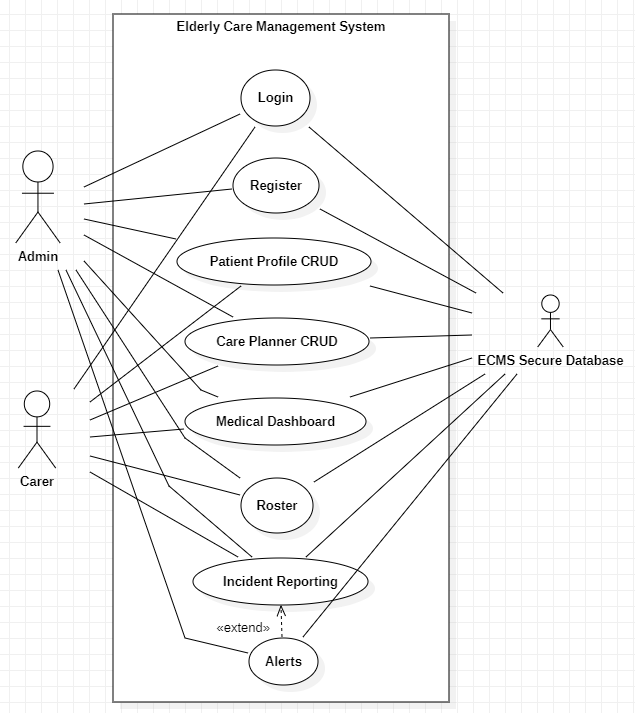 Elderly Care Management System
Login
Register
Admin
Patient Profile CRUD
Care Planner CRUD
ECMS Secure Database
Medical Dashboard
Carer
Roster
Incident Reporting
«extend»
Alerts